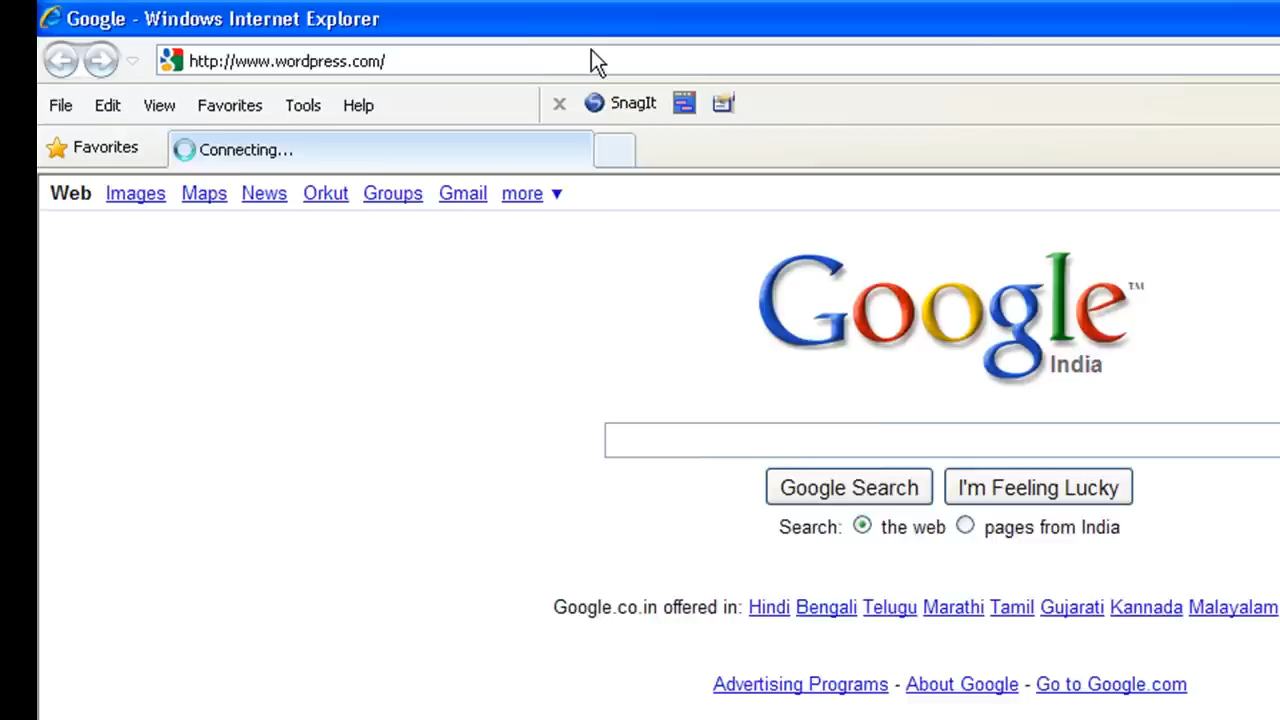 Google - Windows Internet Explorer
http://www.wordpress.com/
File Edit View Favorites Tools Help
SnagIt
Favorites
Connecting...
Web Images Maps News Orkut Groups Gmail more ▼
Google™
India
Google Search I'm Feeling Lucky
Search: the web pages from India
Google.co.in offered in: Hindi Bengali Telugu Marathi Tamil Gujarati Kannada Malayalam
Advertising Programs - About Google - Go to Google.com